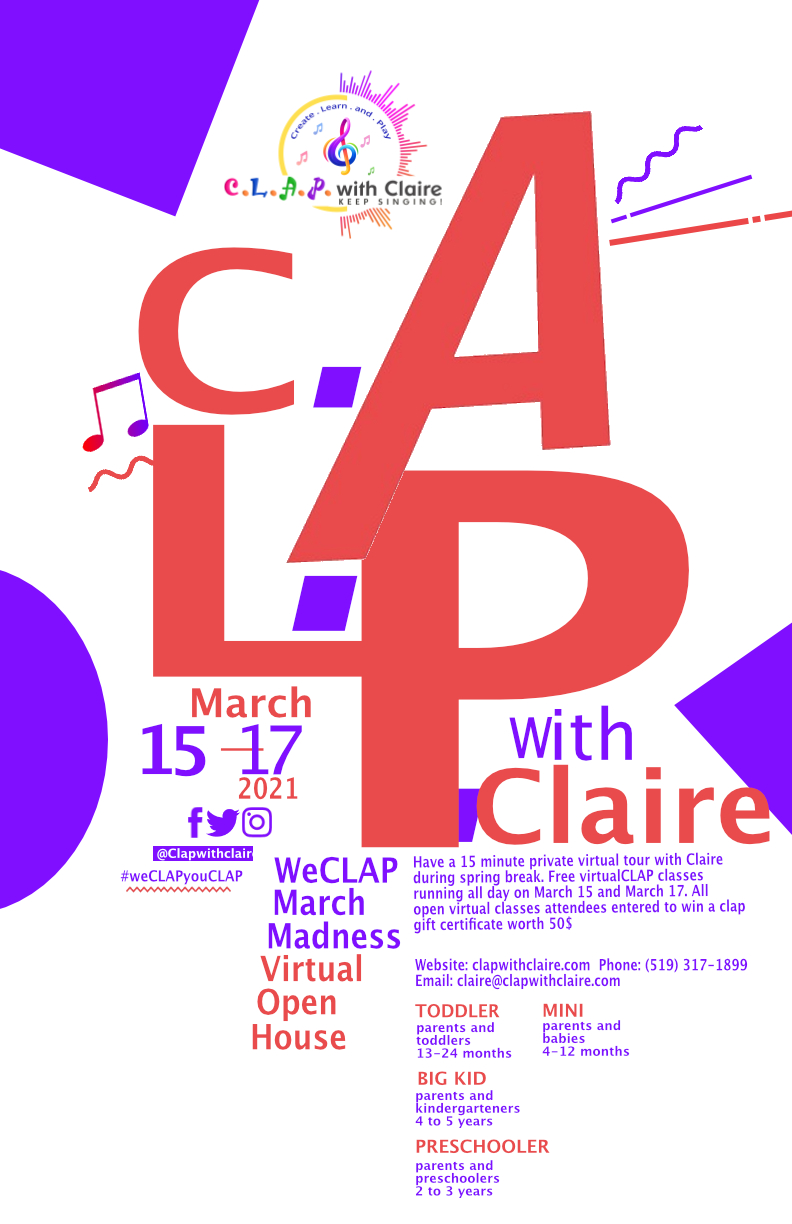 Create . Learn . and . Play
C.L.A.P. with Claire
KEEP SINGING!
C.
A
L.
P.
With
Claire
March
15-17
2021
@Clapwithclaire
#weCLAPyouCLAP
WeCLAP
March
Madness
Virtual
Open
House
Have a 15 minute private virtual tour with Claire
during spring break. Free virtualCLAP classes
running all day on March 15 and March 17. All
open virtual classes attendees entered to win a clap
gift certificate worth 50$
Website: clapwithclaire.com Phone: (519) 317-1899
Email: claire@clapwithclaire.com
TODDLER
parents and
toddlers
13-24 months
MINI
parents and
babies
4-12 months
BIG KID
parents and
kindergarteners
4 to 5 years
PRESCHOOLER
parents and
preschoolers
2 to 3 years